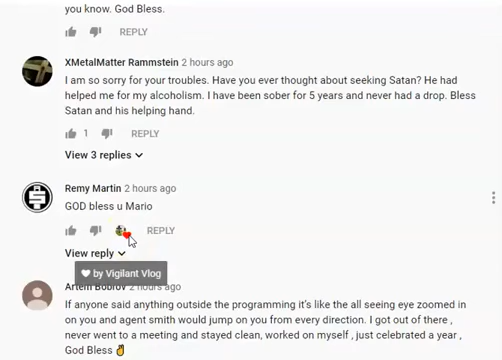 you know. God Bless.
REPLY
XMetalMatter Rammstein 2 hours ago
I am so sorry for your troubles. Have you ever thought about seeking Satan? He had
helped me for my alcoholism. I have been sober for 5 years and never had a drop. Bless
Satan and his helping hand.
1 REPLY
View 3 replies
Remy Martin 2 hours ago
GOD bless u Mario
REPLY
View reply
❤ by Vigilant Vlog
Artem Bobrov 2 hours ago
If anyone said anything outside the programming it's like the all seeing eye zoomed in
on you and agent smith would jump on you from every direction. I got out of there ,
never went to a meeting and stayed clean, worked on myself , just celebrated a year ,
God Bless ✌